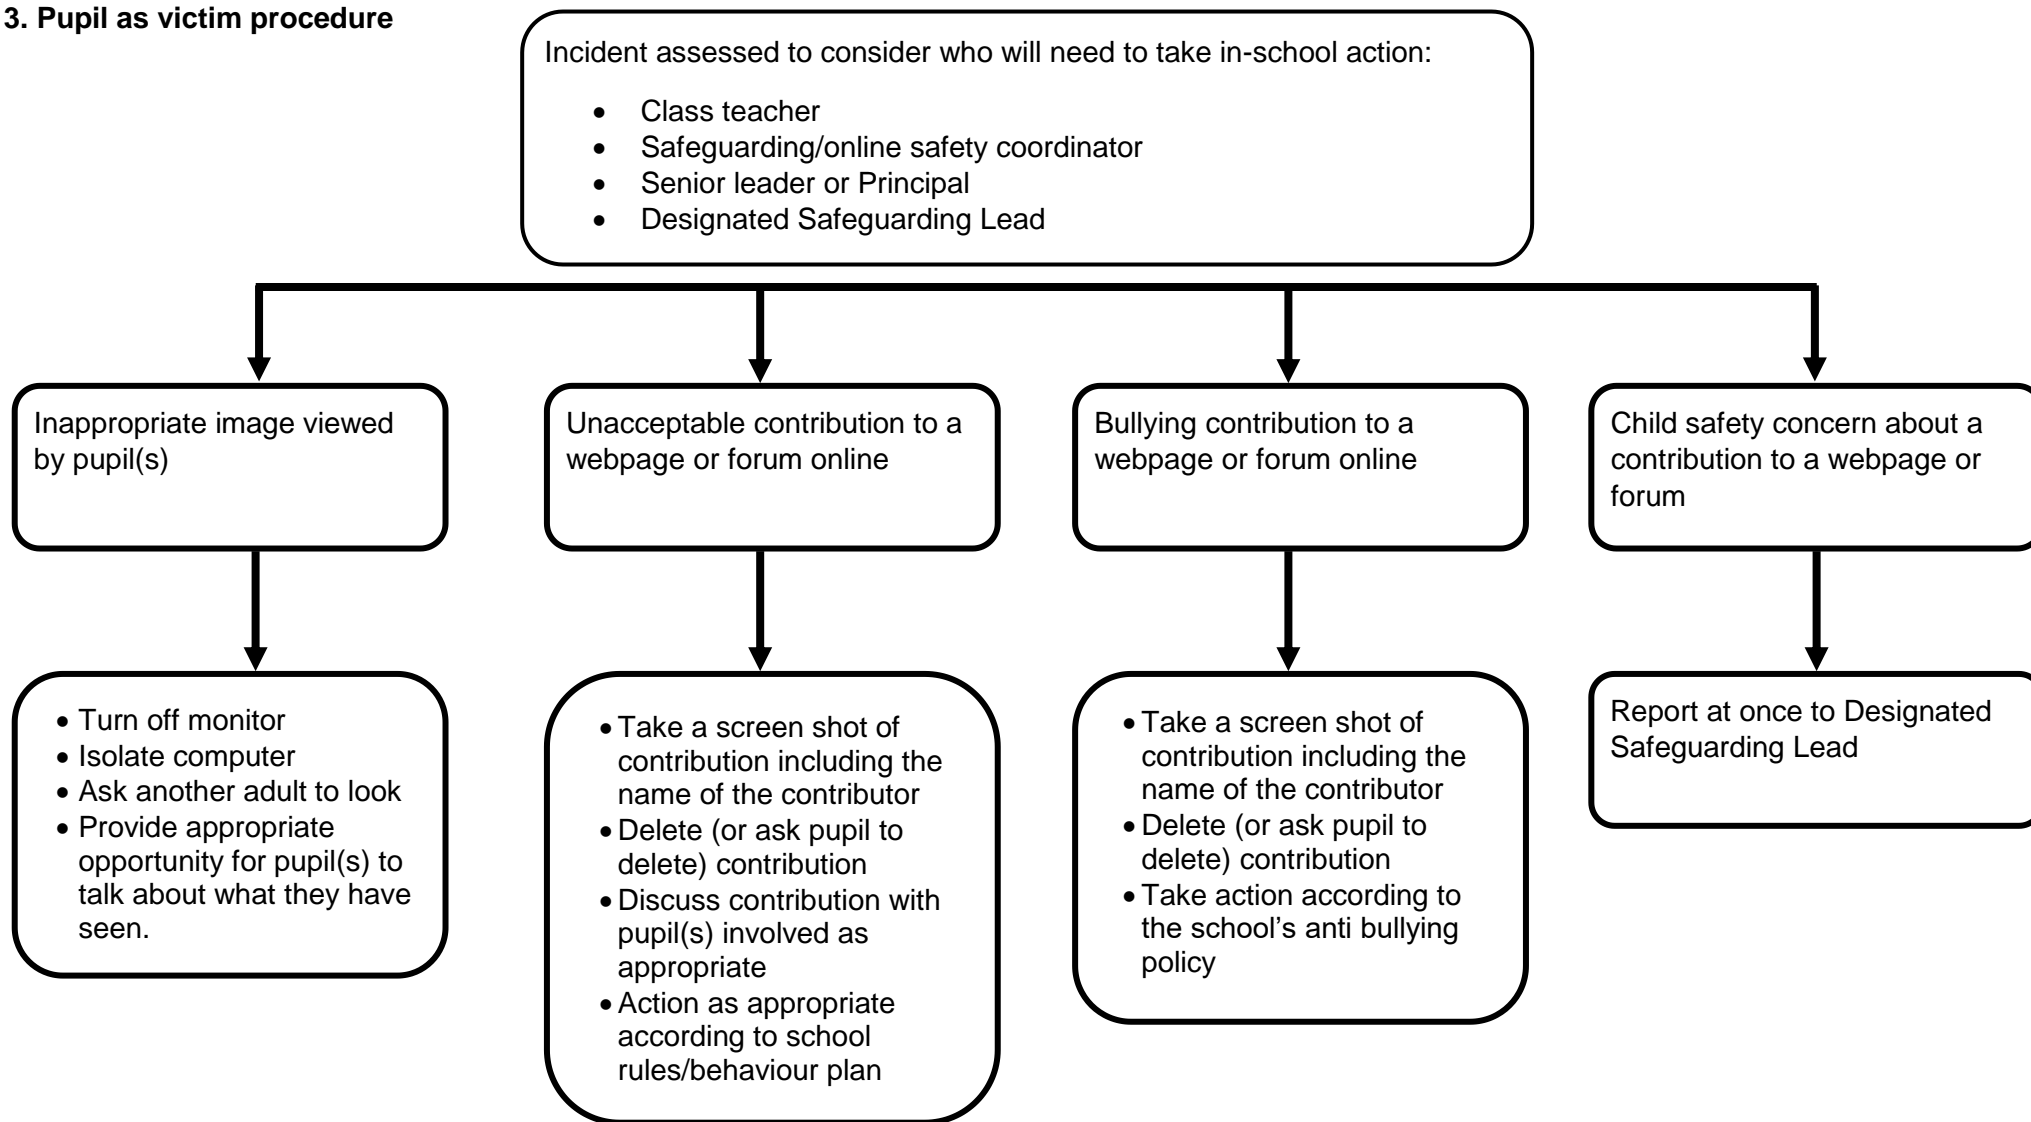 3. Pupil as victim procedure
Incident assessed to consider who will need to take in-school action:
• Class teacher
• Safeguarding/online safety coordinator
• Senior leader or Principal
• Designated Safeguarding Lead
Inappropriate image viewed
by pupil(s)
Unacceptable contribution to a
webpage or forum online
Bullying contribution to a
webpage or forum online
Child safety concern about a
contribution to a webpage or
forum
• Turn off monitor
• Isolate computer
• Ask another adult to look
• Provide appropriate
opportunity for pupil(s) to
talk about what they have
seen.
• Take a screen shot of
contribution including the
name of the contributor
• Delete (or ask pupil to
delete) contribution
• Discuss contribution with
pupil(s) involved as
appropriate
• Action as appropriate
according to school
rules/behaviour plan
• Take a screen shot of
contribution including the
name of the contributor
• Delete (or ask pupil to
delete) contribution
• Take action according to
the school’s anti bullying
policy
Report at once to Designated
Safeguarding Lead